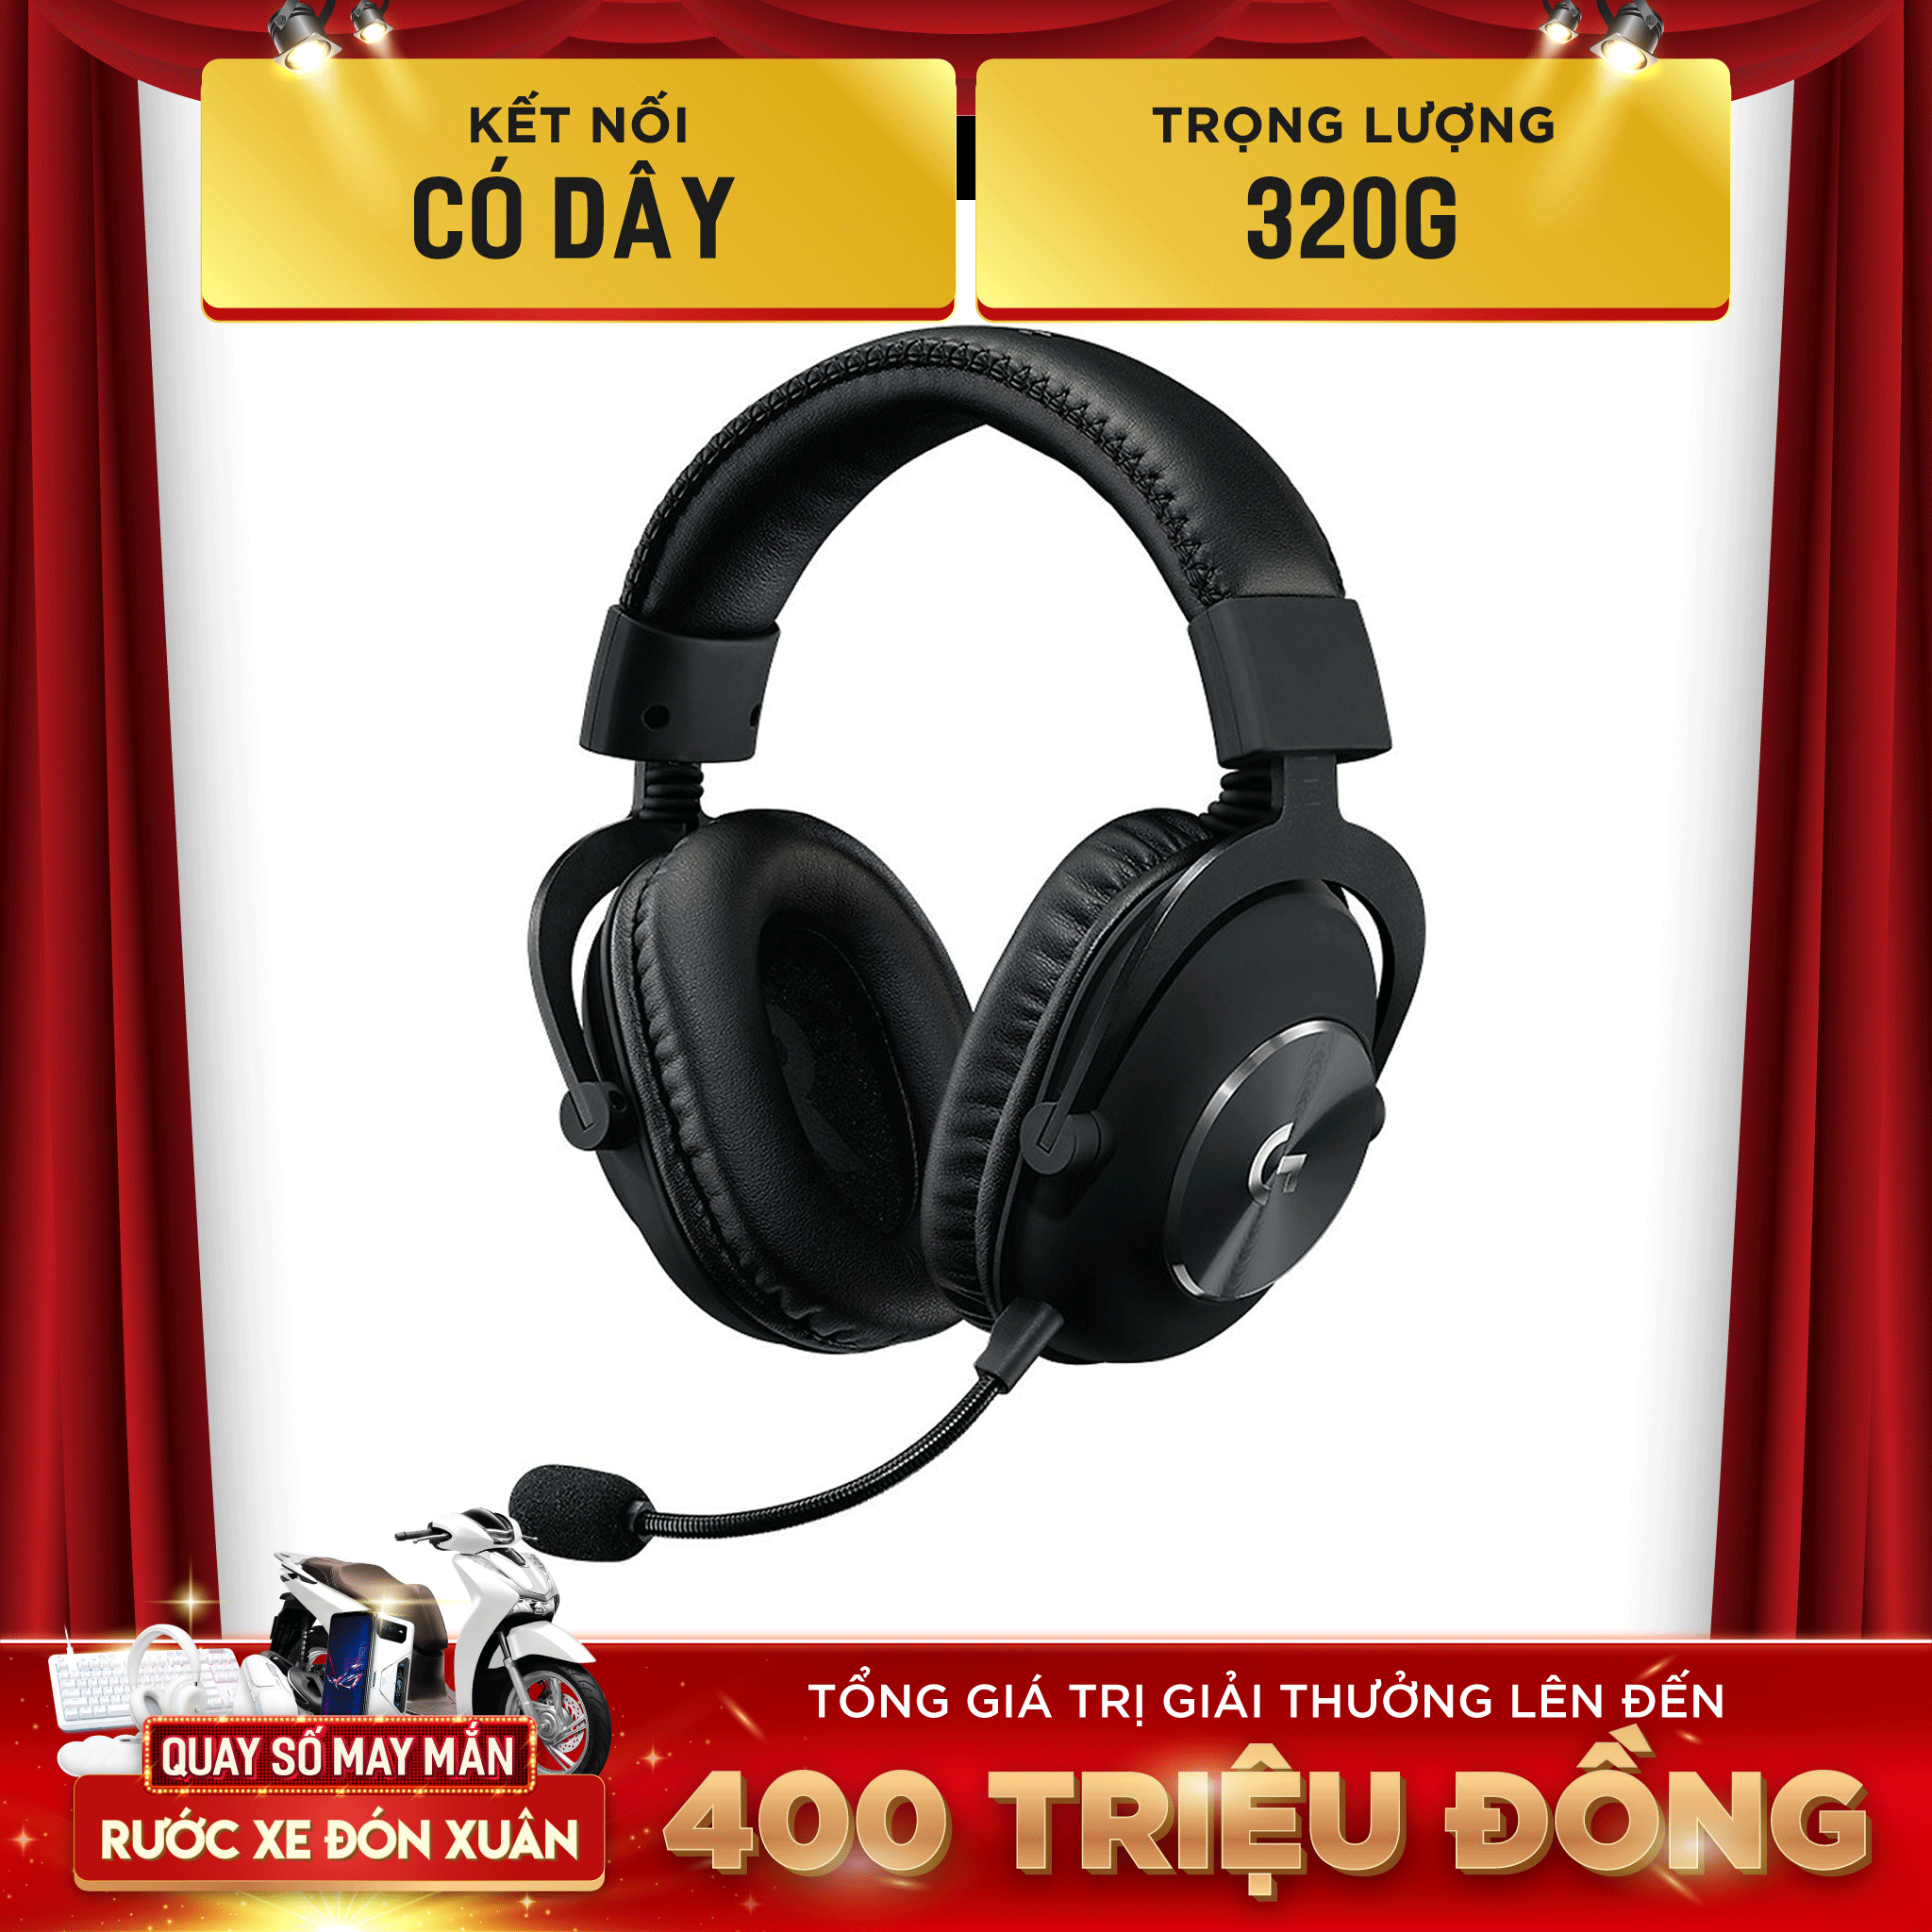 KẾT NỐI
CÓ DÂY
TRỌNG LƯỢNG
320G
QUAY SỐ MAY MẮN
RƯỚC XE ĐÓN XUÂN
TỔNG GIÁ TRỊ GIẢI THƯỞNG LÊN ĐẾN
400 TRIỆU ĐỒNG